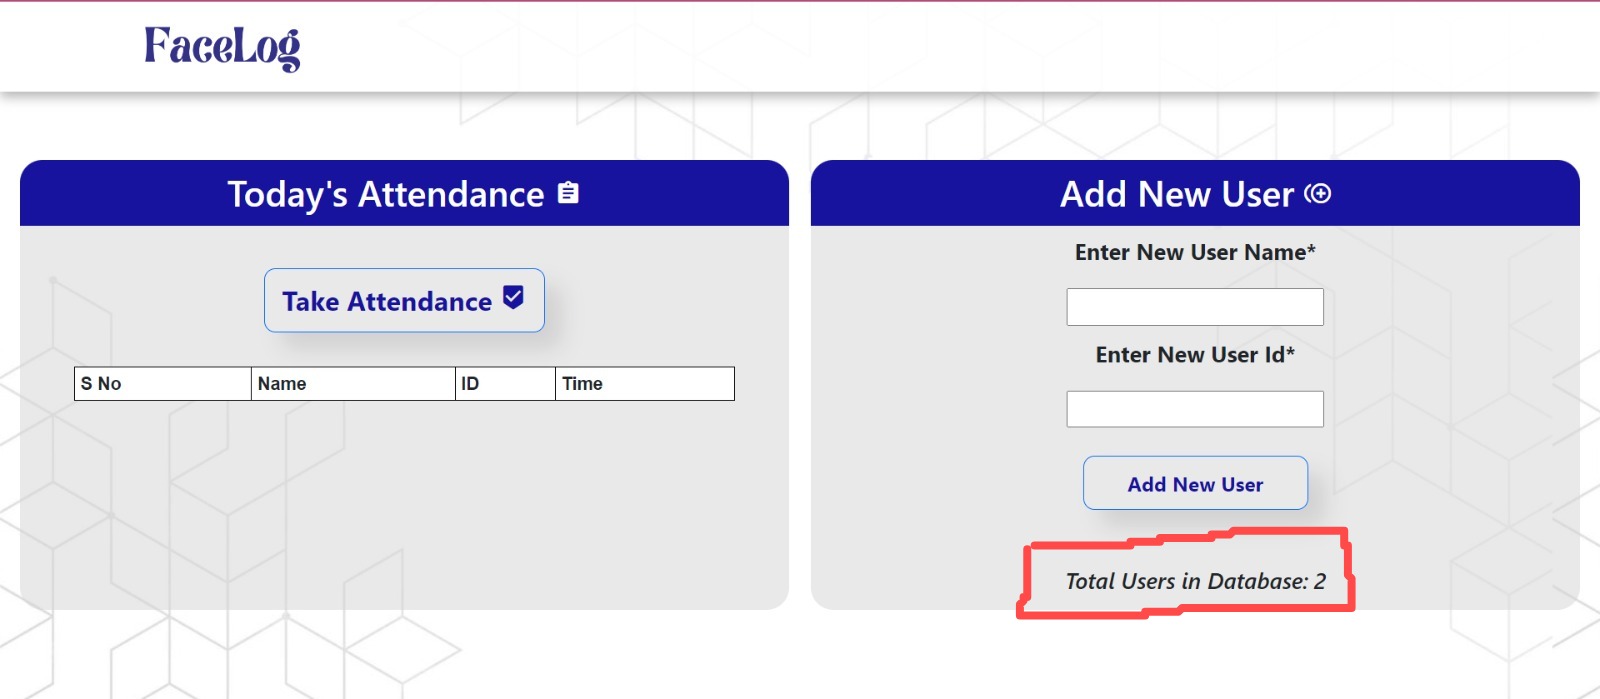 FaceLog
Today's Attendance
Take Attendance
S No Name ID Time
Add New User
Enter New User Name*
Enter New User Id*
Add New User
Total Users in Database: 2